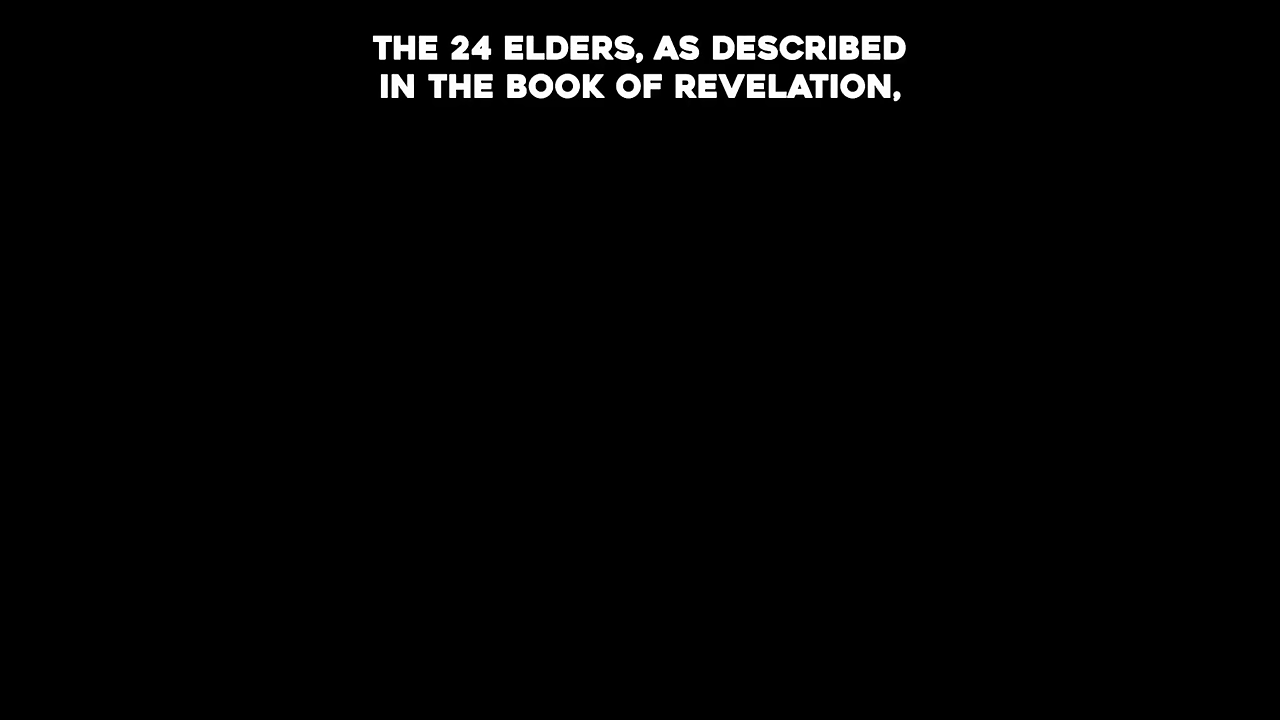 THE 24 ELDERS, AS DESCRIBED
IN THE BOOK OF REVELATION,